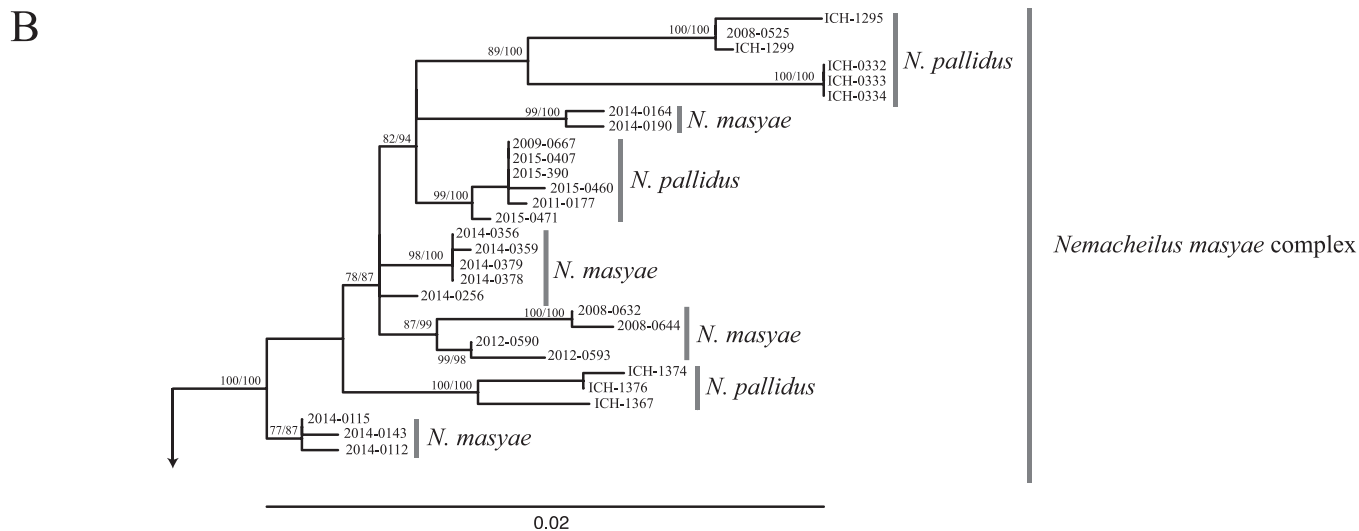 B
100/100
ICH-1295
2008-0525
ICH-1299
89/100
ICH-0332
100/100
ICH-0333
ICH-0334
N. pallidus
99/100
2014-0164
2014-0190
N. masyae
82/94
2009-0667
2015-0407
2015-390
2015-0460
99/100
2011-0177
2015-0471
N. pallidus
2014-0356
2014-0359
98/100
2014-0379
2014-0378
2014-0256
N. masyae
78/87
Nemacheilus masyae complex
100/100
2008-0632
2008-0644
87/99
2012-0590
99/98
2012-0593
N. masyae
ICH-1374
100/100
ICH-1376
ICH-1367
N. pallidus
100/100
2014-0115
77/87
2014-0143
2014-0112
N. masyae
0.02